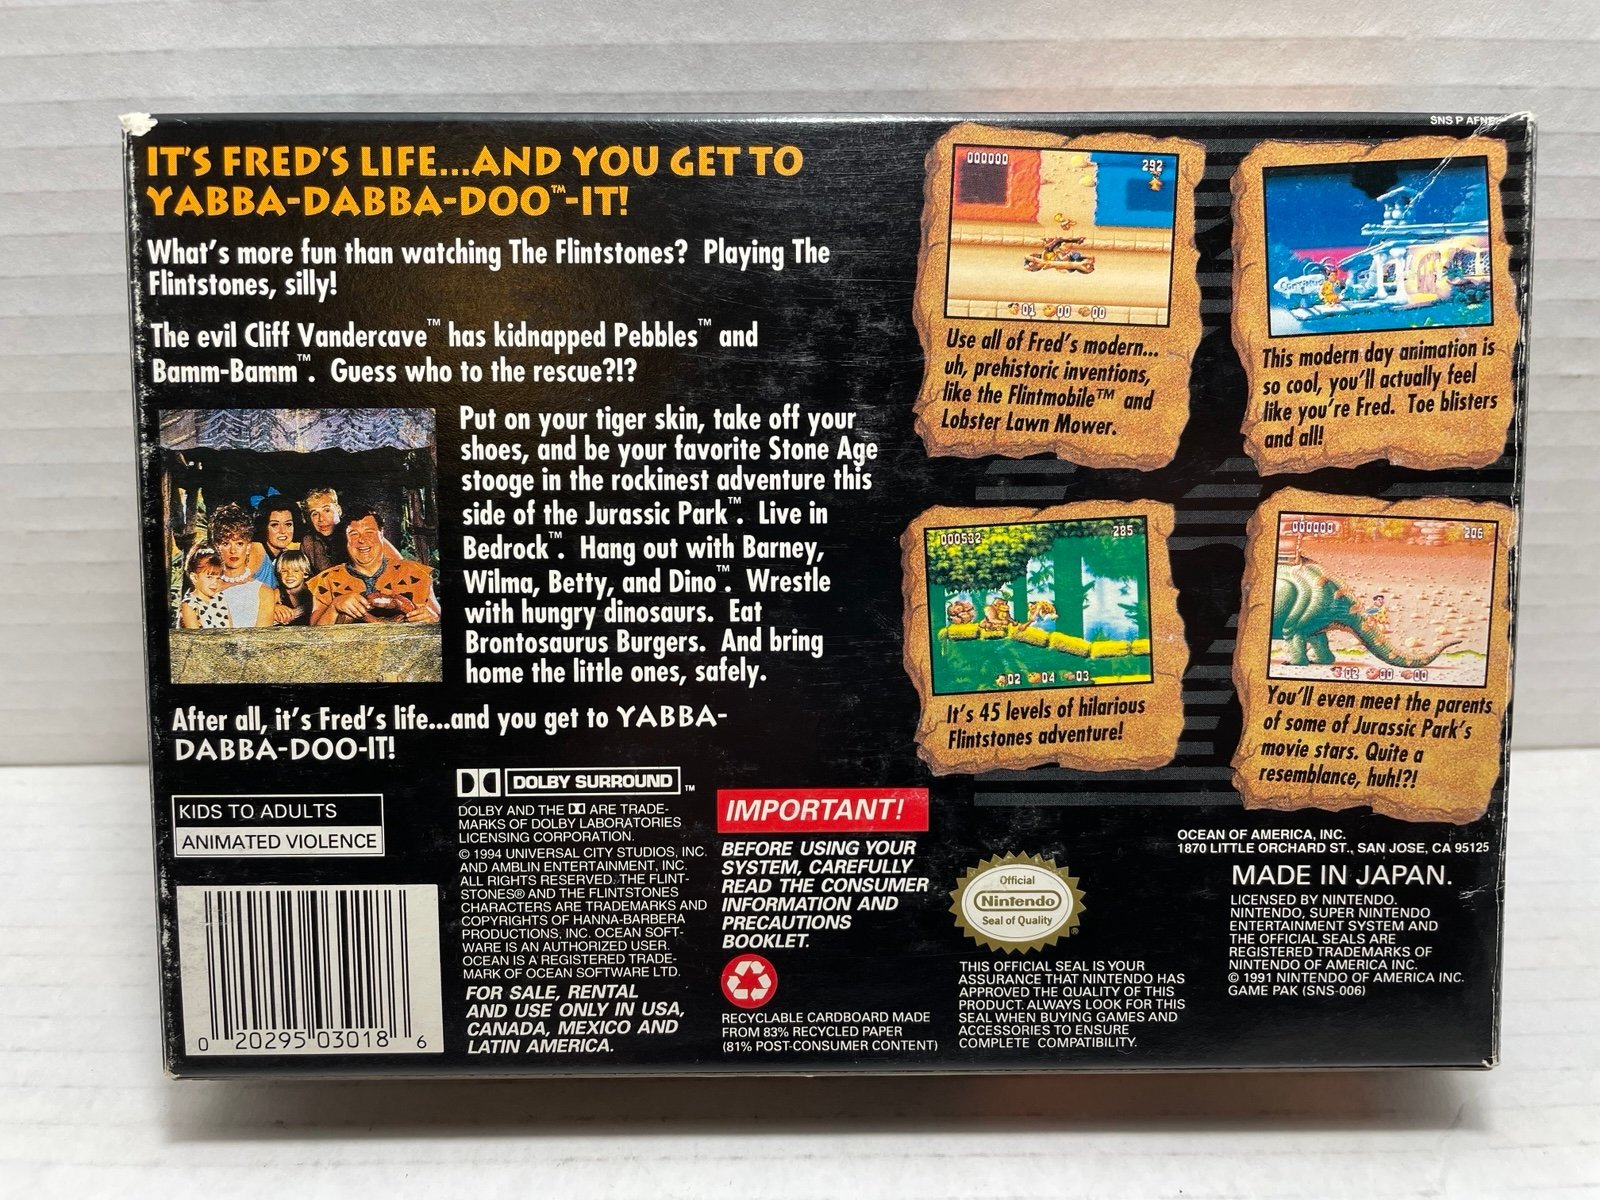 SNS P AFNE
IT'S FRED'S LIFE...AND YOU GET TO
YABBA-DABBA-DOO™-IT!
What's more fun than watching The Flintstones? Playing The
Flintstones, silly!
The evil Cliff Vandercave™ has kidnapped Pebbles™ and
Bamm-Bamm™. Guess who to the rescue?!?
Put on your tiger skin, take off your
shoes, and be your favorite Stone Age
stooge in the rockinest adventure this
side of the Jurassic Park™. Live in
Bedrock™. Hang out with Barney,
Wilma, Betty, and Dino™. Wrestle
with hungry dinosaurs. Eat
Brontosaurus Burgers. And bring
home the little ones, safely.
After all, it's Fred's life...and you get to YABBA-
DABBA-DOO-IT!
000000 292
01 00 00
Use all of Fred's modern...
uh, prehistoric inventions,
like the Flintmobile™ and
Lobster Lawn Mower.
This modern day animation is
so cool, you'll actually feel
like you're Fred. Toe blisters
and all!
000532 285
02 04 03
It's 45 levels of hilarious
Flintstones adventure!
000000 206
02 00 00
You'll even meet the parents
of some of Jurassic Park's
movie stars. Quite a
resemblance, huh!?!
KIDS TO ADULTS
ANIMATED VIOLENCE
0 20295 03018 6
DOLBY SURROUND™
DOLBY AND THE ARE TRADE-
MARKS OF DOLBY LABORATORIES
LICENSING CORPORATION.
© 1994 UNIVERSAL CITY STUDIOS, INC.
AND AMBLIN ENTERTAINMENT, INC.
ALL RIGHTS RESERVED. THE FLINT-
STONES® AND THE FLINTSTONES
CHARACTERS ARE TRADEMARKS AND
COPYRIGHTS OF HANNA-BARBERA
PRODUCTIONS, INC. OCEAN SOFT-
WARE IS AN AUTHORIZED USER.
OCEAN IS A REGISTERED TRADE-
MARK OF OCEAN SOFTWARE LTD.
FOR SALE, RENTAL
AND USE ONLY IN USA,
CANADA, MEXICO AND
LATIN AMERICA.
IMPORTANT!
BEFORE USING YOUR
SYSTEM, CAREFULLY
READ THE CONSUMER
INFORMATION AND
PRECAUTIONS
BOOKLET.
RECYCLABLE CARDBOARD MADE
FROM 83% RECYCLED PAPER
(81% POST-CONSUMER CONTENT)
Official
Nintendo
Seal of Quality
®
THIS OFFICIAL SEAL IS YOUR
ASSURANCE THAT NINTENDO HAS
APPROVED THE QUALITY OF THIS
PRODUCT. ALWAYS LOOK FOR THIS
SEAL WHEN BUYING GAMES AND
ACCESSORIES TO ENSURE
COMPLETE COMPATIBILITY.
OCEAN OF AMERICA, INC.
1870 LITTLE ORCHARD ST., SAN JOSE, CA 95125
MADE IN JAPAN.
LICENSED BY NINTENDO.
NINTENDO, SUPER NINTENDO
ENTERTAINMENT SYSTEM AND
THE OFFICIAL SEALS ARE
REGISTERED TRADEMARKS OF
NINTENDO OF AMERICA INC.
© 1991 NINTENDO OF AMERICA INC.
GAME PAK (SNS-006)